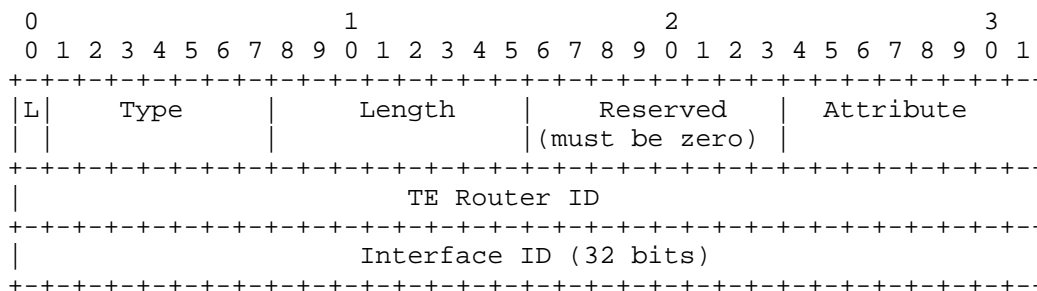 0                   1                   2                   3
0 1 2 3 4 5 6 7 8 9 0 1 2 3 4 5 6 7 8 9 0 1 2 3 4 5 6 7 8 9 0 1
+-+-+-+-+-+-+-+-+-+-+-+-+-+-+-+-+-+-+-+-+-+-+-+-+-+-+-+-+-+-+-+-
|L|    Type     |     Length    |    Reserved   |  Attribute
| |             |               |(must be zero) |
+-+-+-+-+-+-+-+-+-+-+-+-+-+-+-+-+-+-+-+-+-+-+-+-+-+-+-+-+-+-+-+-
|                        TE Router ID
+-+-+-+-+-+-+-+-+-+-+-+-+-+-+-+-+-+-+-+-+-+-+-+-+-+-+-+-+-+-+-+-
|                     Interface ID (32 bits)
+-+-+-+-+-+-+-+-+-+-+-+-+-+-+-+-+-+-+-+-+-+-+-+-+-+-+-+-+-+-+-+-